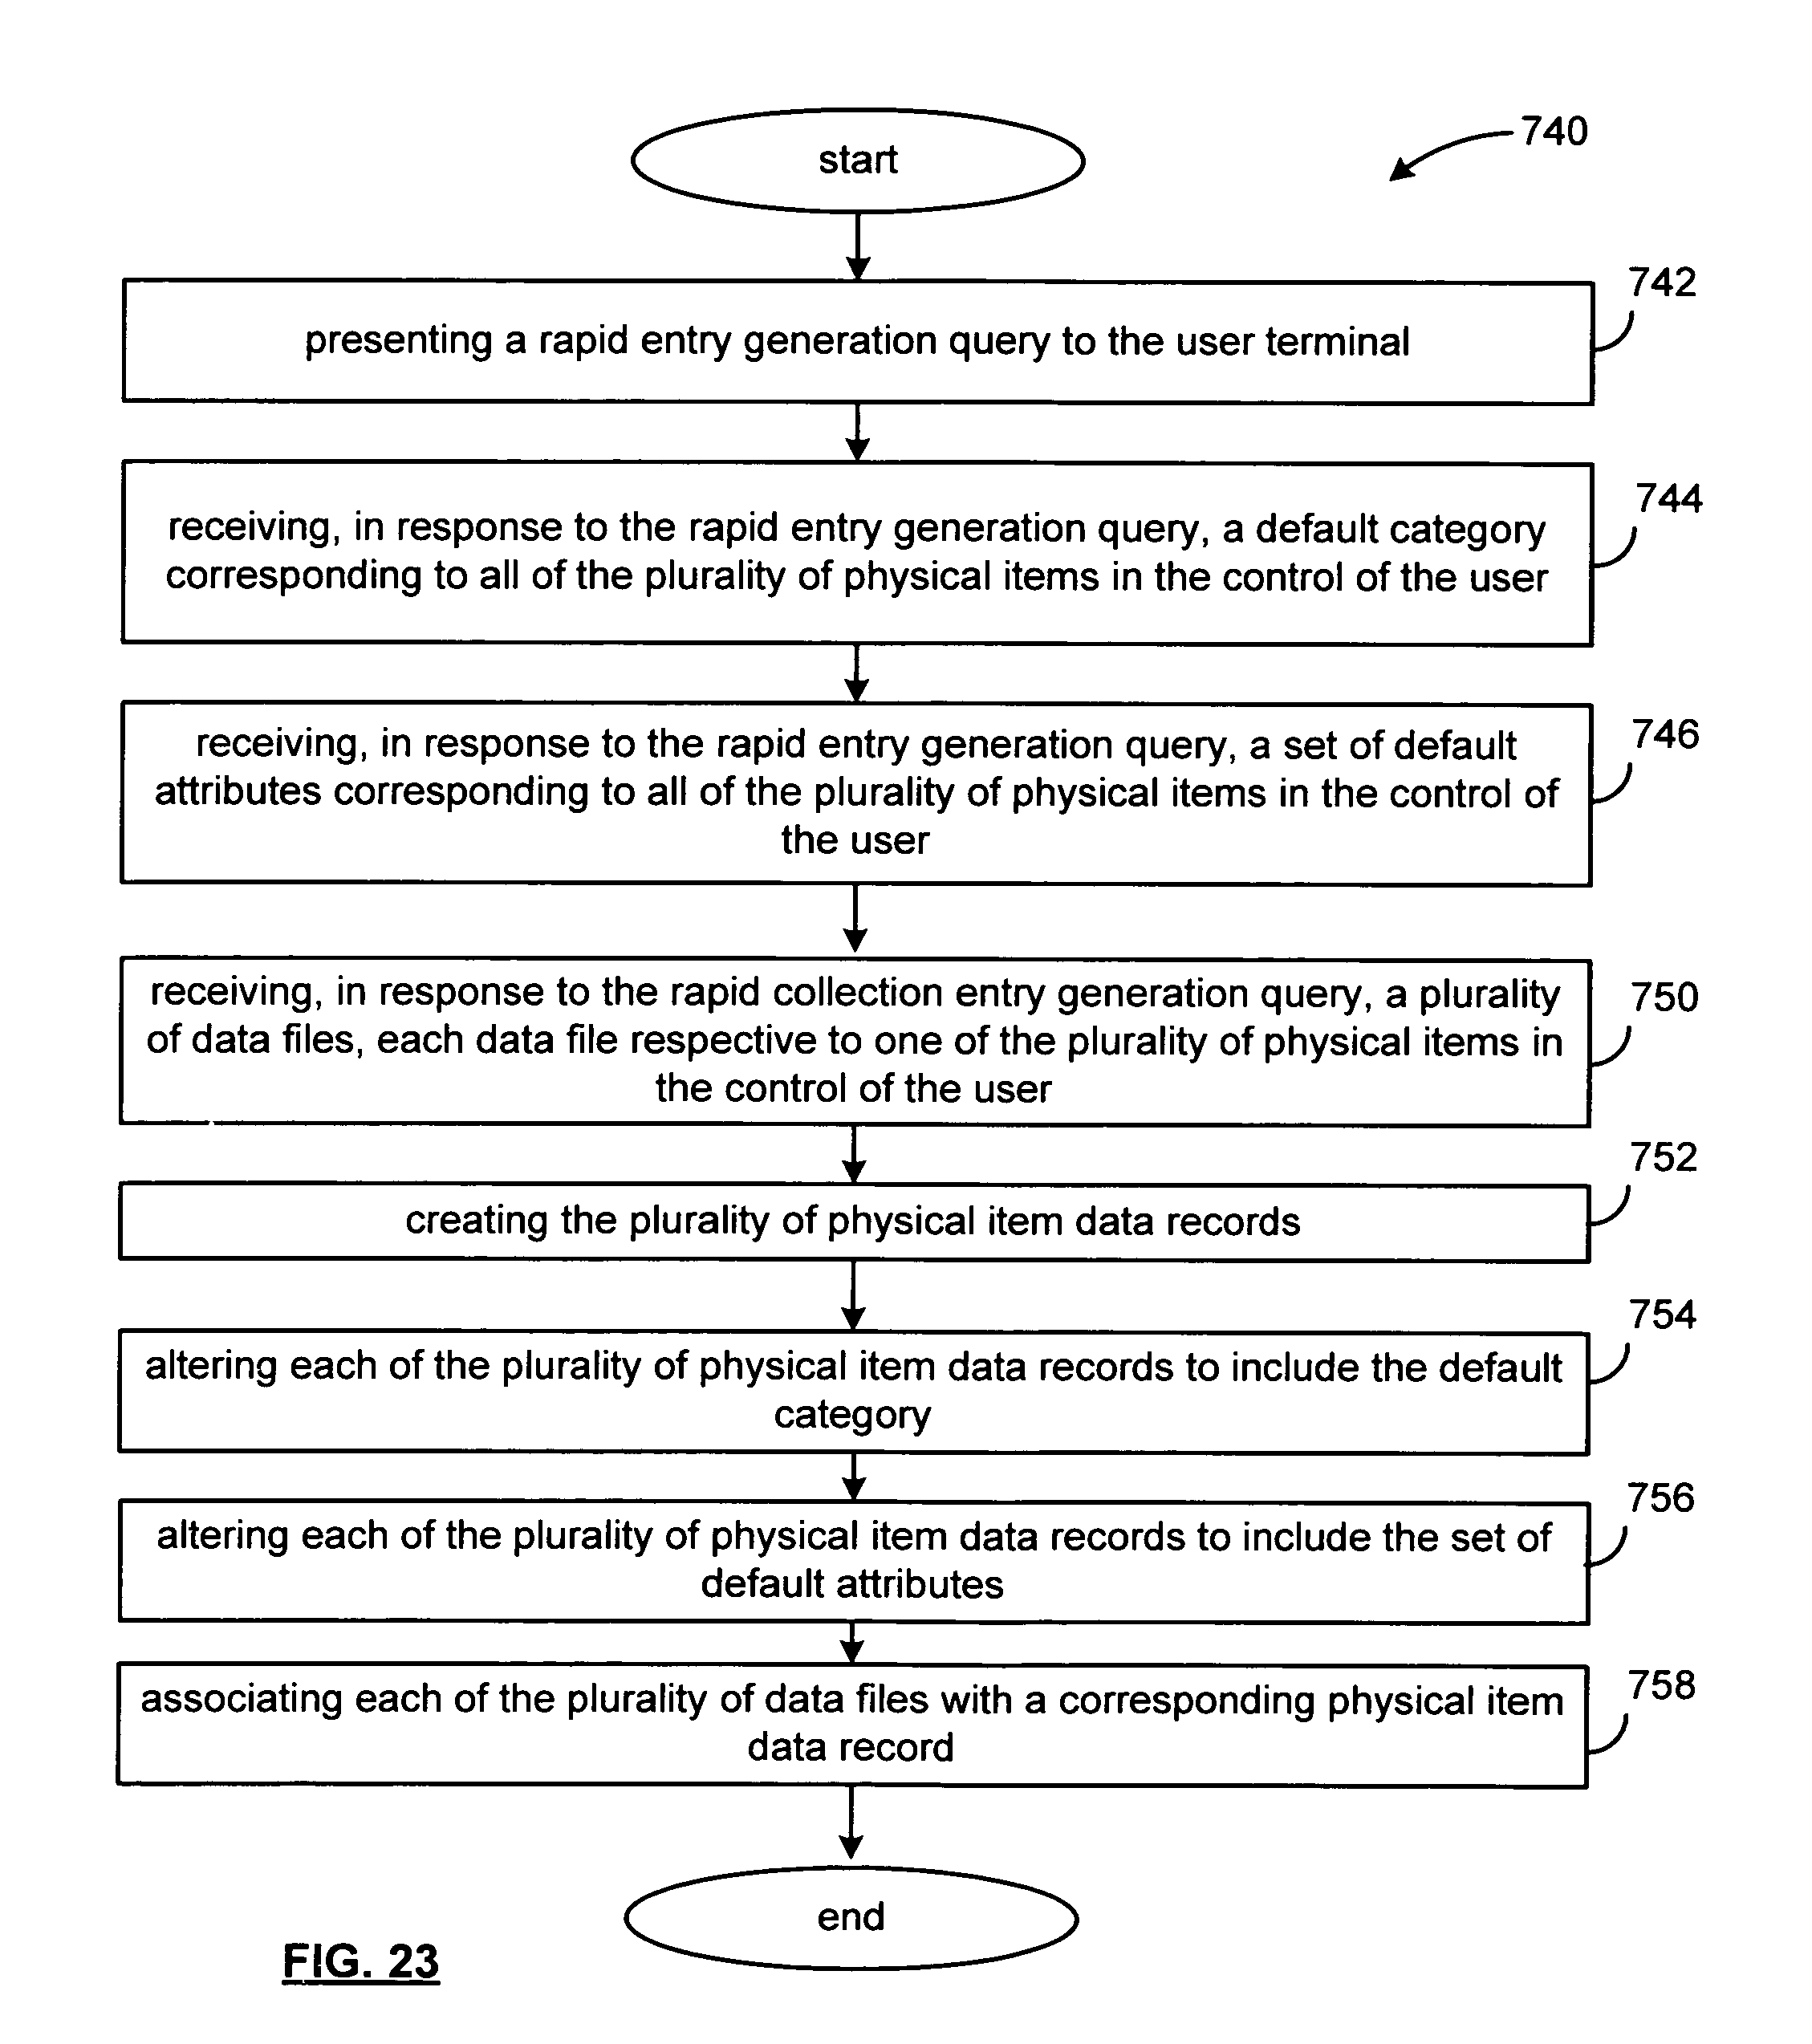 start
740
742
presenting a rapid entry generation query to the user terminal
744
receiving, in response to the rapid entry generation query, a default category
corresponding to all of the plurality of physical items in the control of the user
746
receiving, in response to the rapid entry generation query, a set of default
attributes corresponding to all of the plurality of physical items in the control of
the user
750
receiving, in response to the rapid collection entry generation query, a plurality
of data files, each data file respective to one of the plurality of physical items in
the control of the user
752
creating the plurality of physical item data records
754
altering each of the plurality of physical item data records to include the default
category
756
altering each of the plurality of physical item data records to include the set of
default attributes
758
associating each of the plurality of data files with a corresponding physical item
data record
end
FIG. 23